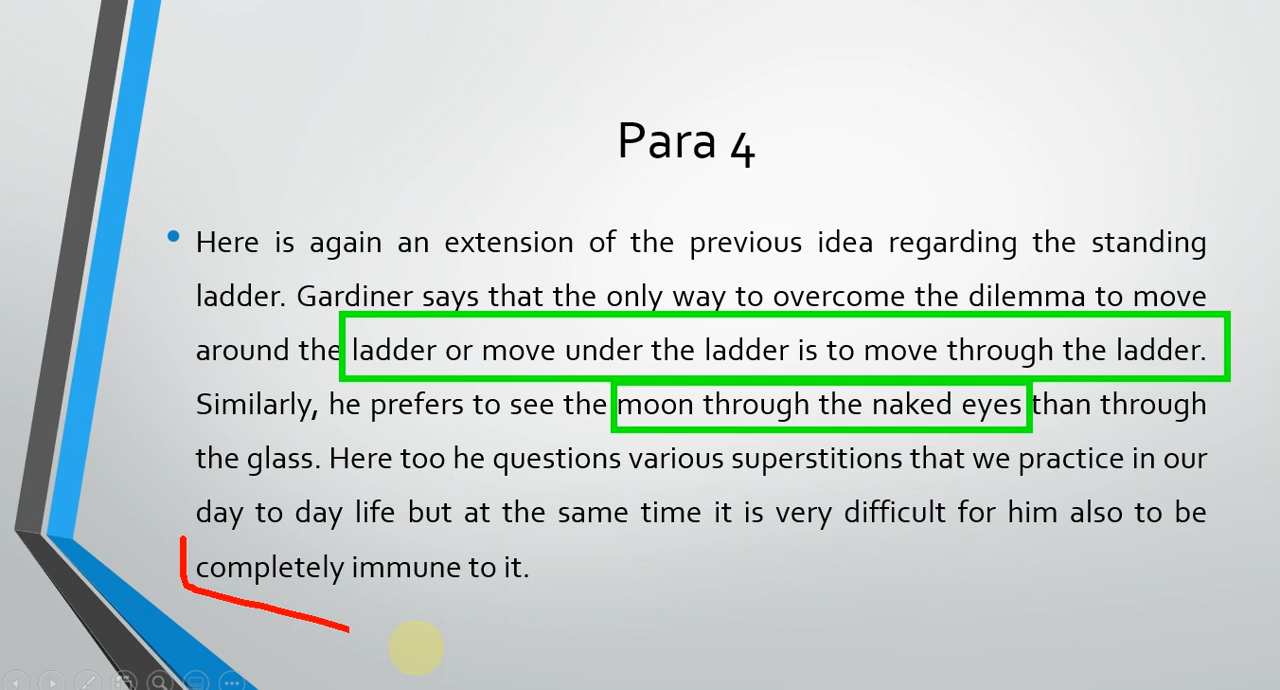 Para 4
• Here is again an extension of the previous idea regarding the standing
ladder. Gardiner says that the only way to overcome the dilemma to move
around the ladder or move under the ladder is to move through the ladder.
Similarly, he prefers to see the moon through the naked eyes than through
the glass. Here too he questions various superstitions that we practice in our
day to day life but at the same time it is very difficult for him also to be
completely immune to it.